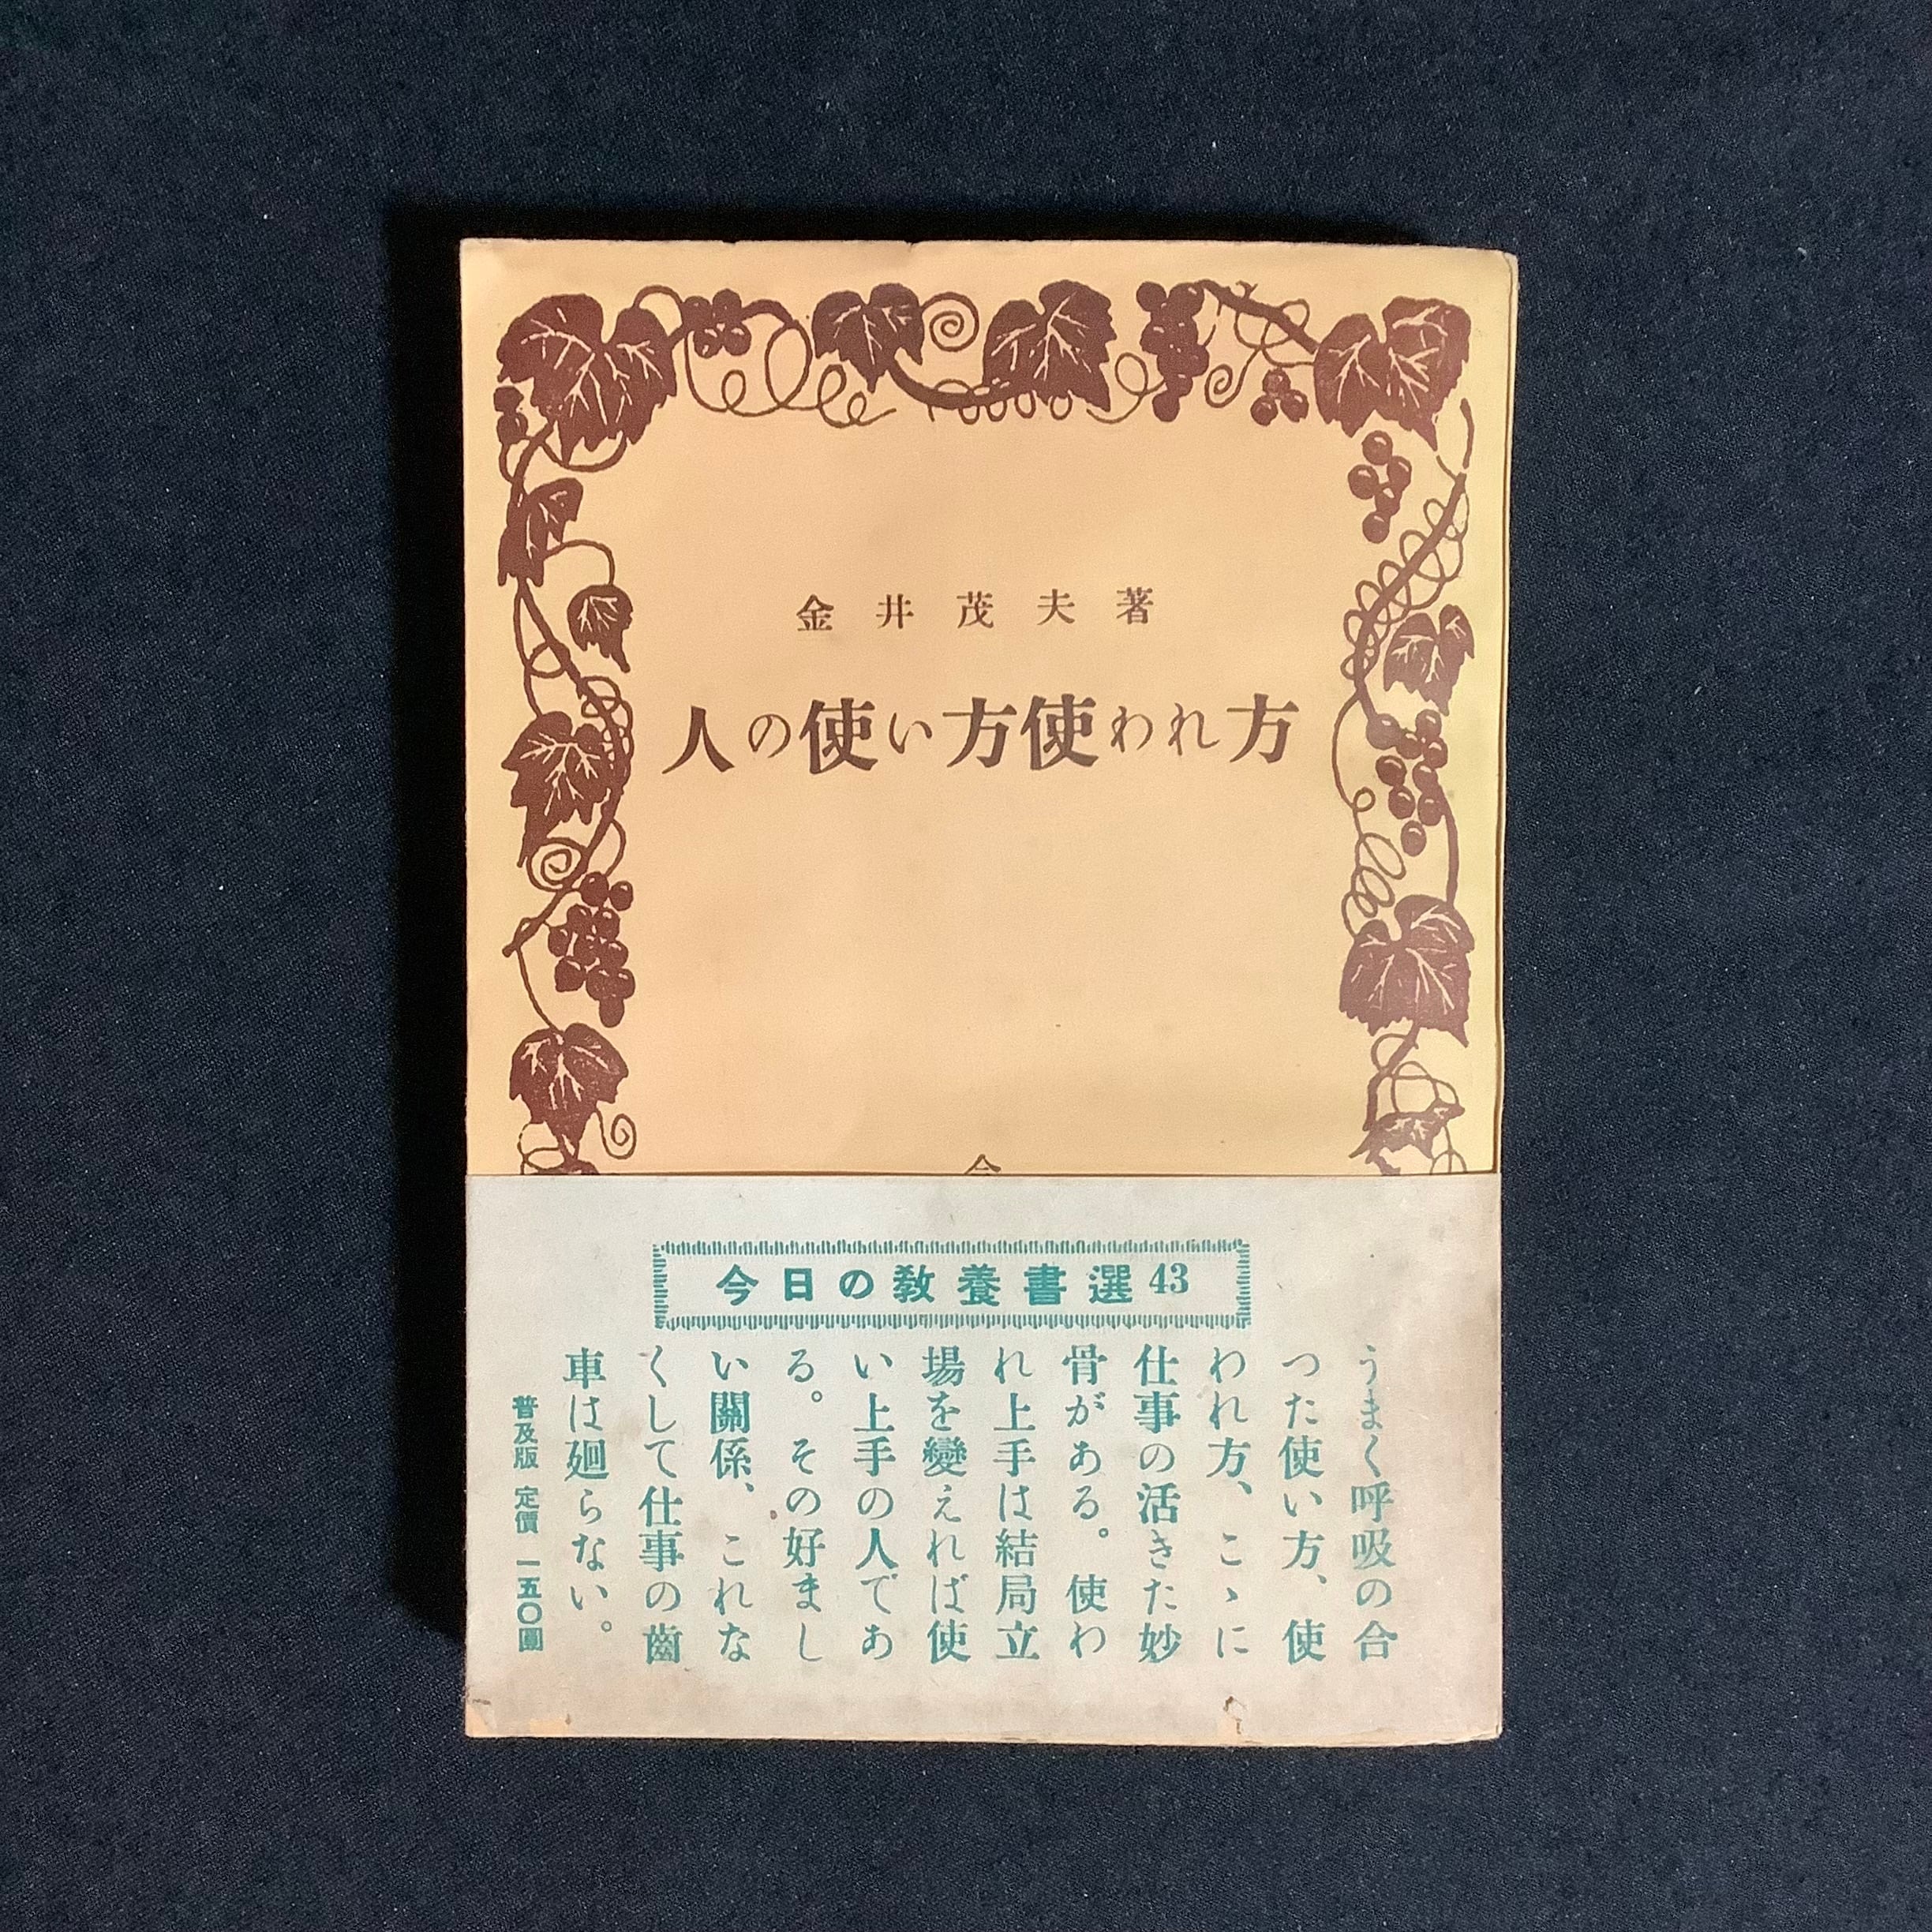 金井茂夫著
人の使い方使われ方
今
今日の教養書選43
うまく呼吸の合
つた使い方、使
われ方、こゝに
仕事の活きた妙
骨がある。使わ
れ上手は結局立
場を變えれば使
い上手の人であ
る。その好まし
い關係、これな
くして仕事の齒
車は廻らない。
普及版 定價 一五〇圓